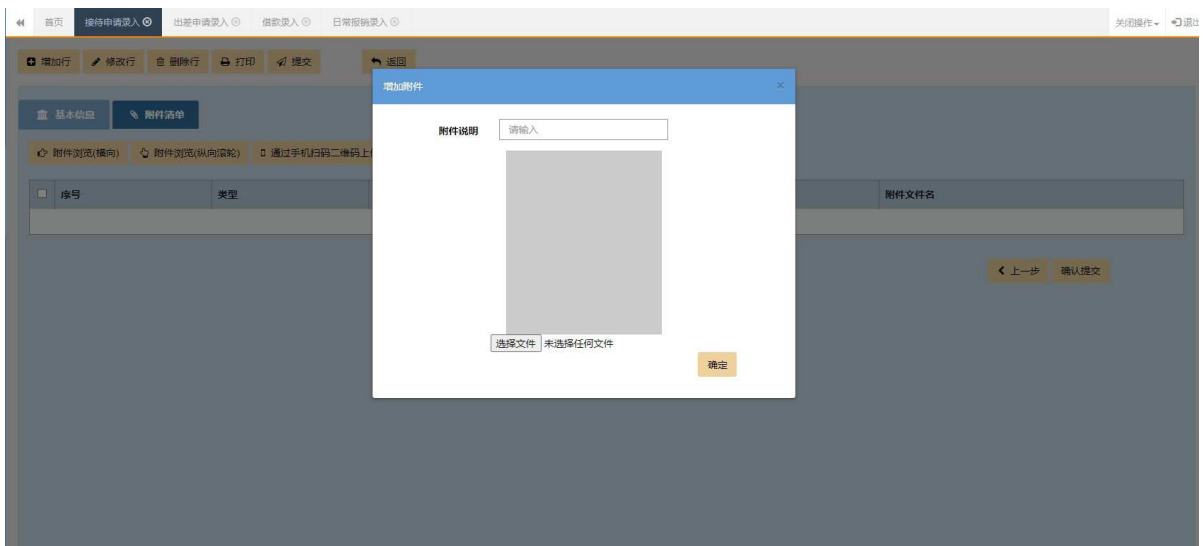 首页 接待申请录入 出差申请录入 借款录入 日常报销录入 关闭操作 退出
增加行 修改行 删除行 打印 提交 返回
增加附件
×
基本信息 附件清单
附件说明 请输入
附件浏览(横向) 附件浏览(纵向滚轮) 通过手机扫码二维码上
序号 类型 附件文件名
上一步 确认提交
选择文件 未选择任何文件
确定